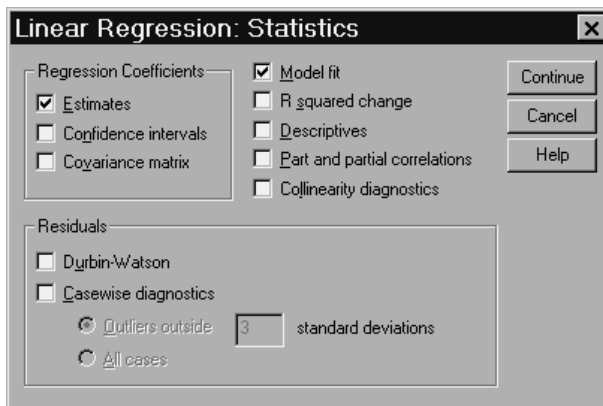 Linear Regression: Statistics
Regression Coefficients
Estimates
Confidence intervals
Covariance matrix
Model fit
R squared change
Descriptives
Part and partial correlations
Collinearity diagnostics
Continue
Cancel
Help
Residuals
Durbin-Watson
Casewise diagnostics
Outliers outside 3 standard deviations
All cases